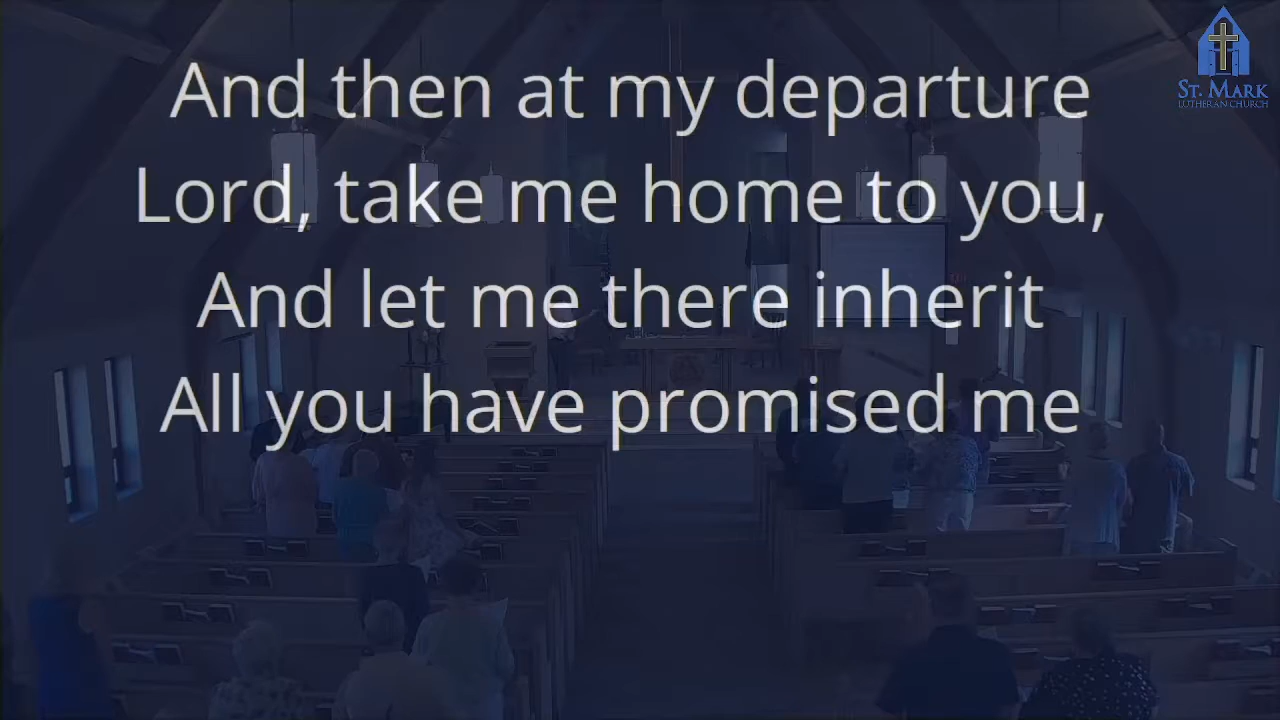 And then at my departure
Lord, take me home to you,
And let me there inherit
All you have promised me
ST. MARK
LUTHERAN CHURCH